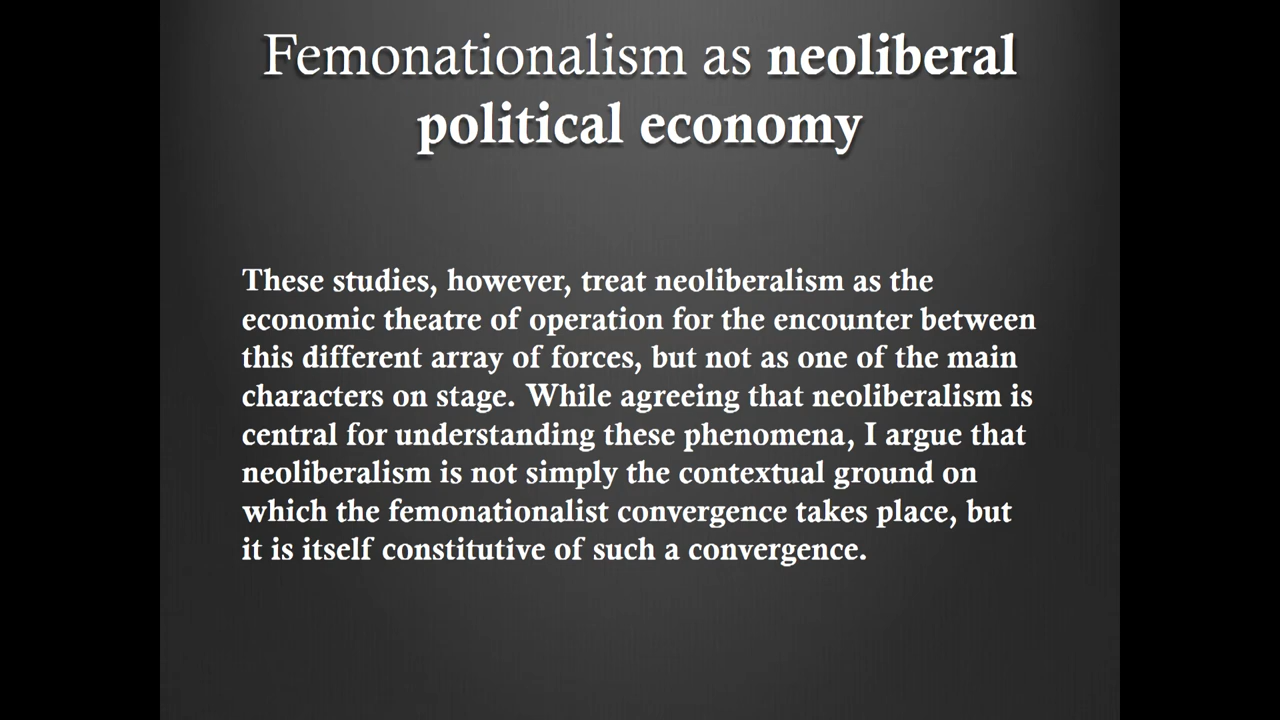 Femonationalism as neoliberal
political economy
These studies, however, treat neoliberalism as the
economic theatre of operation for the encounter between
this different array of forces, but not as one of the main
characters on stage. While agreeing that neoliberalism is
central for understanding these phenomena, I argue that
neoliberalism is not simply the contextual ground on
which the femonationalist convergence takes place, but
it is itself constitutive of such a convergence.